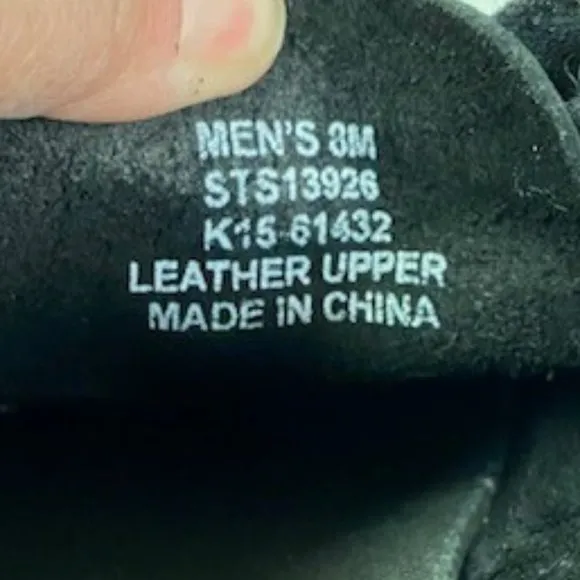 MEN'S 8M
STS13926
K15-61432
LEATHER UPPER
MADE IN CHINA